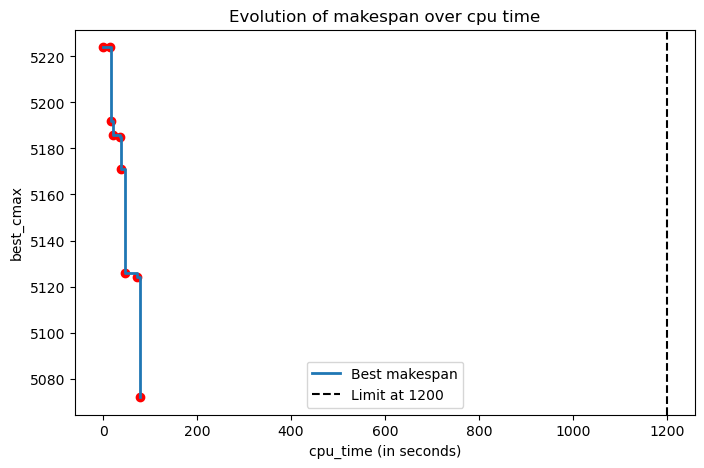 Evolution of makespan over cpu time
best_cmax
5220
5200
5180
5160
5140
5120
5100
5080
Best makespan
Limit at 1200
0 200 400 600 800 1000 1200
cpu_time (in seconds)